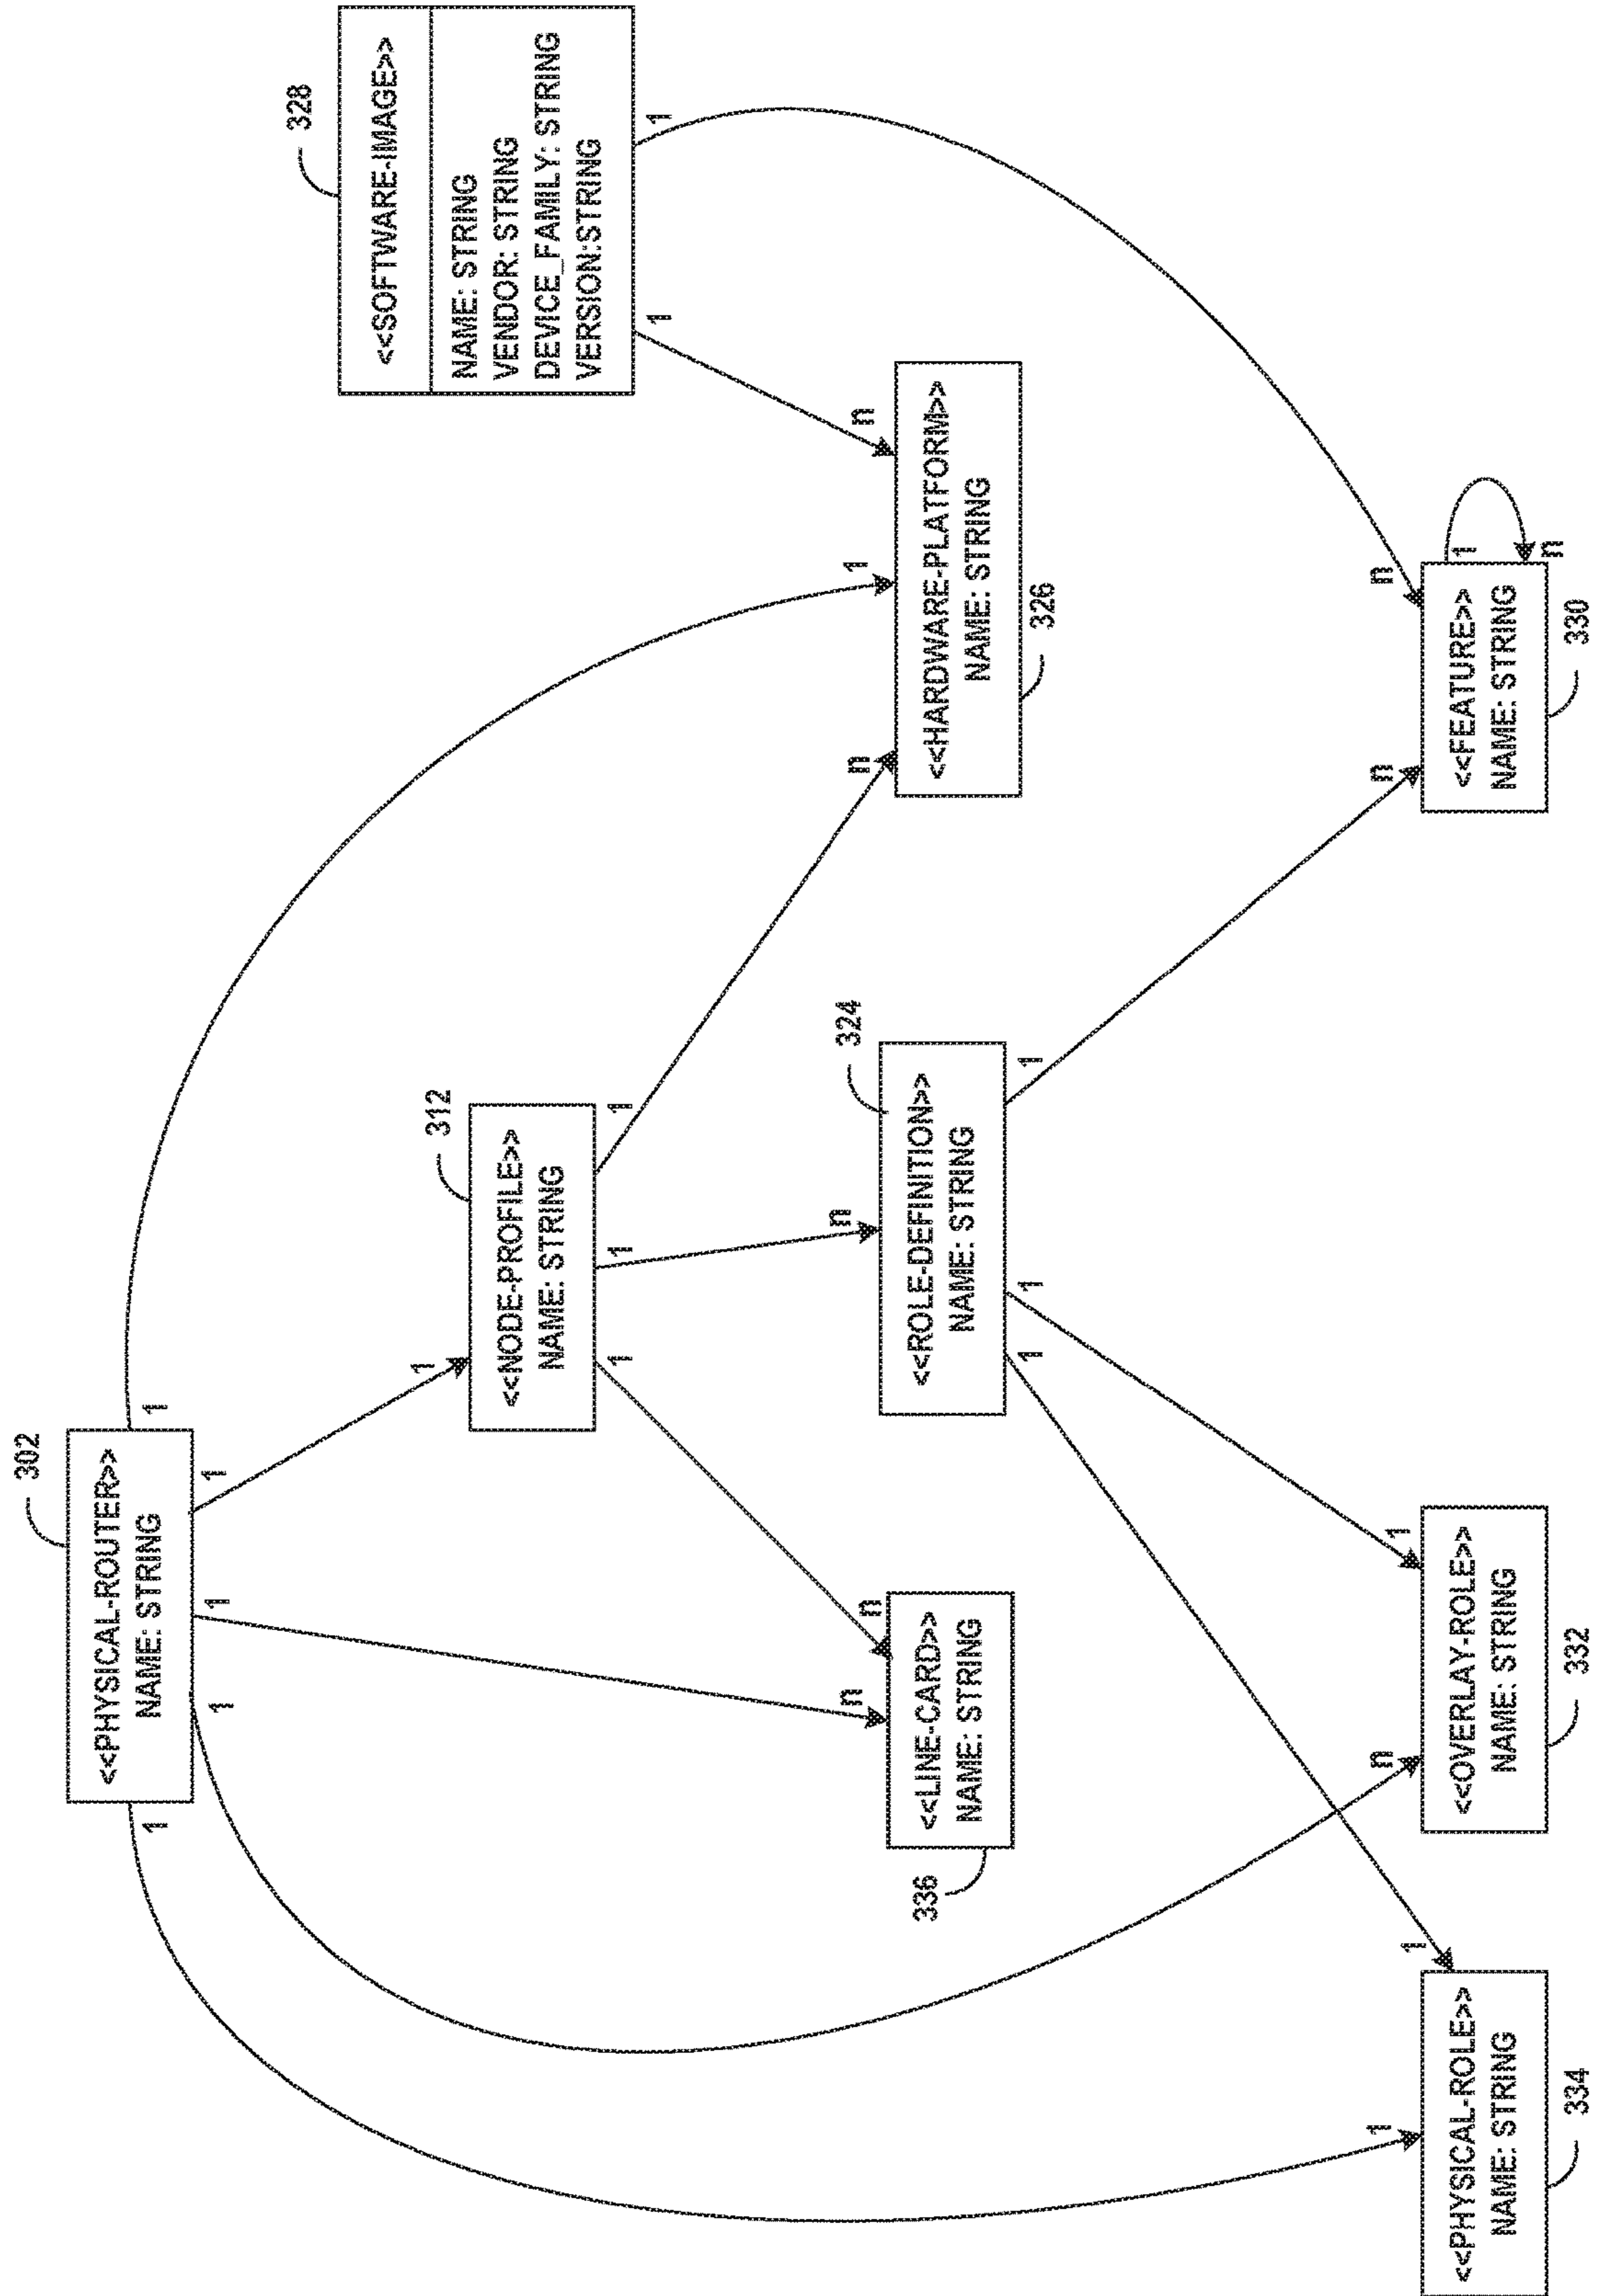 302
<<PHYSICAL-ROUTER>>
NAME: STRING
1
1
1
1
1
328
<<SOFTWARE-IMAGE>>
NAME: STRING
VENDOR: STRING
DEVICE_FAMILY: STRING
VERSION:STRING
1
1
312
1
<<NODE-PROFILE>>
NAME: STRING
1
1
1
336
n
n
<<LINE-CARD>>
NAME: STRING
324
n
<<ROLE-DEFINITION>>
NAME: STRING
1
1
1
n
1
n
<<HARDWARE-PLATFORM>>
NAME: STRING
326
1
1
<<PHYSICAL-ROLE>>
NAME: STRING
334
n
1
<<OVERLAY-ROLE>>
NAME: STRING
332
n
n
<<FEATURE>>
NAME: STRING
1
n
330